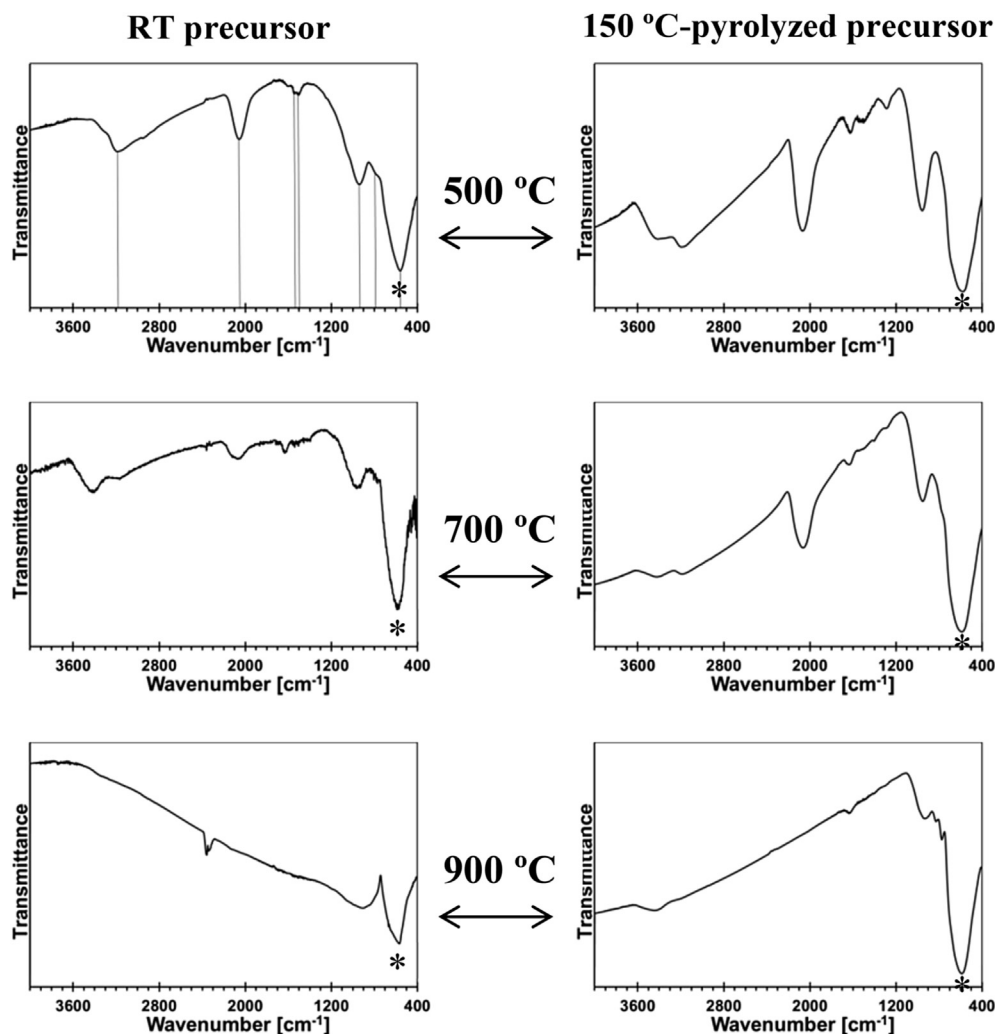 RT precursor
150 ºC-pyrolyzed precursor
Transmittance
3600 2800 2000 1200 400
Wavenumber [cm⁻¹]
*
500 ºC
Transmittance
3600 2800 2000 1200 400
Wavenumber [cm⁻¹]
*
Transmittance
3600 2800 2000 1200 400
Wavenumber [cm⁻¹]
*
700 ºC
Transmittance
3600 2800 2000 1200 400
Wavenumber [cm⁻¹]
*
Transmittance
3600 2800 2000 1200 400
Wavenumber [cm⁻¹]
*
900 ºC
Transmittance
3600 2800 2000 1200 400
Wavenumber [cm⁻¹]
*